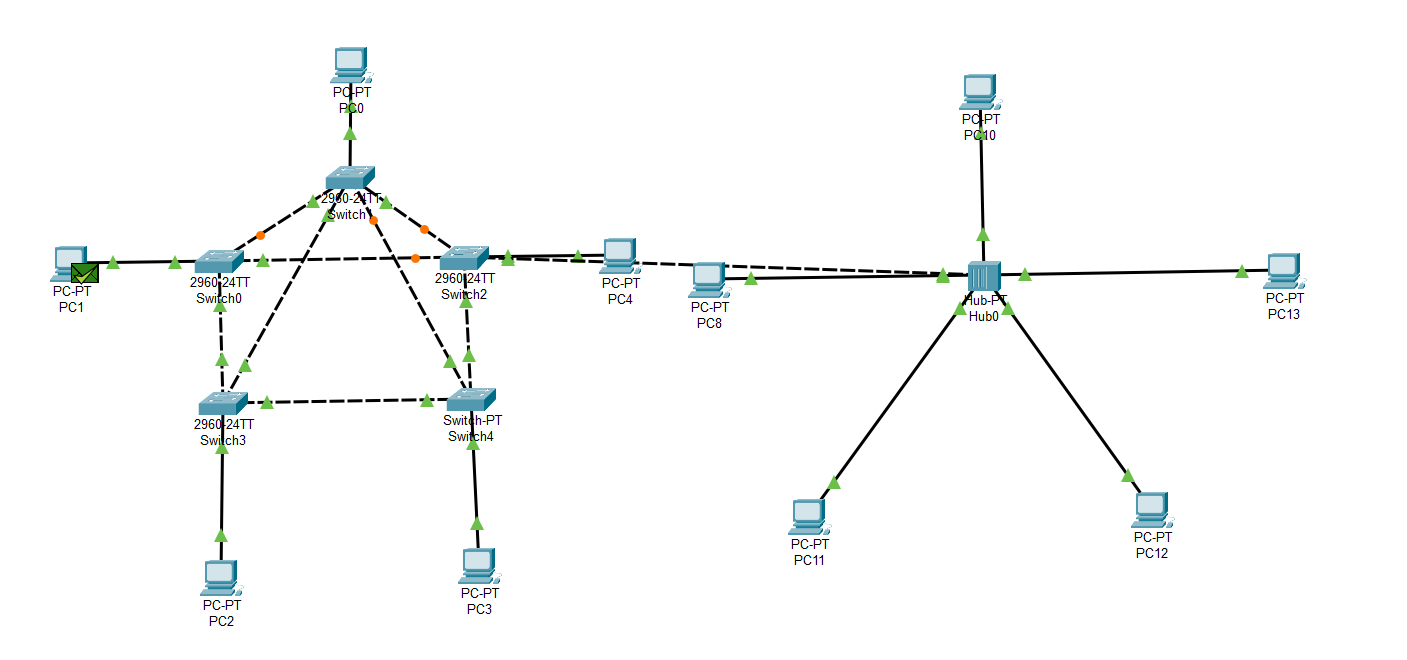 PC-PT
PC0
2960-24TT
Switch
PC-PT
PC1
2960-24TT
Switch0
2960-24TT
Switch2
PC-PT
PC4
PC-PT
PC8
PC-PT
PC10
Hub-PT
Hub0
PC-PT
PC13
2960-24TT
Switch3
Switch-PT
Switch4
PC-PT
PC2
PC-PT
PC3
PC-PT
PC11
PC-PT
PC12